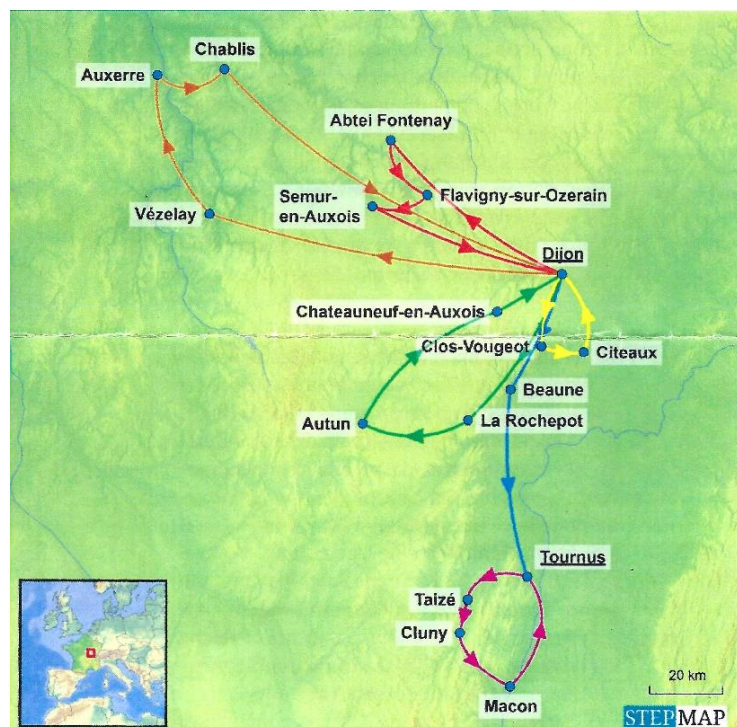 Chablis
Auxerre
Abtei Fontenay
Semur-
en-Auxois
Flavigny-sur-Ozerain
Vézelay
Dijon
Chateauneuf-en-Auxois
Clos-Vougeot
Citeaux
Beaune
Autun
La Rochepot
Tournus
Taizé
Cluny
Macon
20 km
STEPMAP